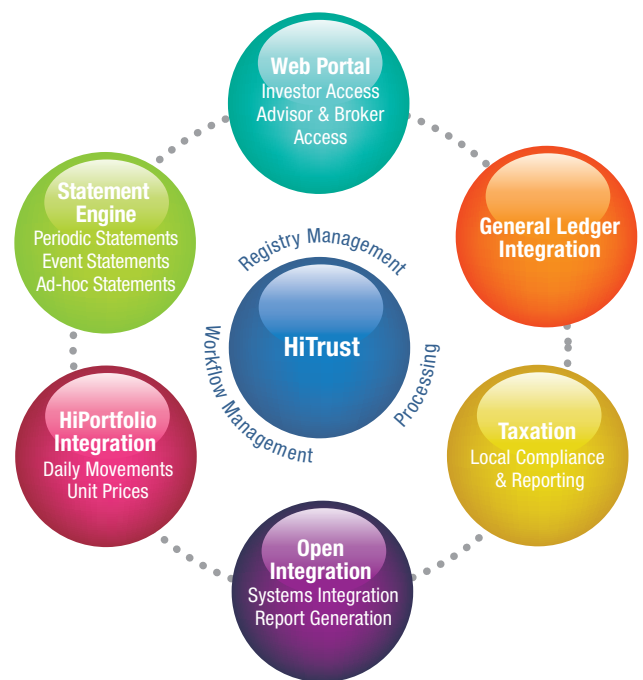 Web Portal
Investor Access
Advisor & Broker
Access
Statement
Engine
Periodic Statements
Event Statements
Ad-hoc Statements
General Ledger
Integration
Registry Management
HiTrust
Workflow Management
Processing
HiPortfolio
Integration
Daily Movements
Unit Prices
Taxation
Local Compliance
& Reporting
Open
Integration
Systems Integration
Report Generation